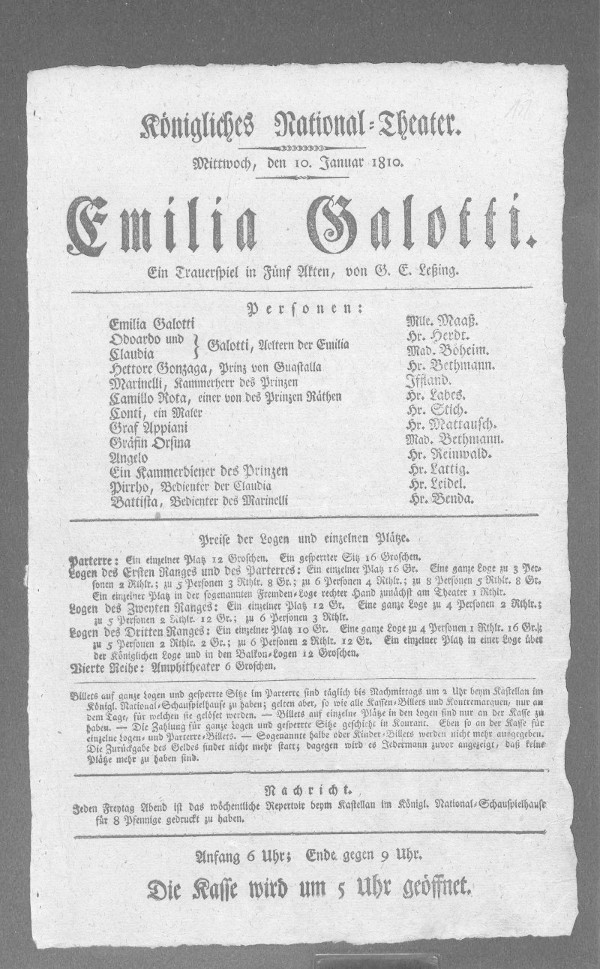 Königliches National-Theater.
Mittwoch, den 10. Januar 1810.
Emilia Galotti.
Ein Trauerspiel in Fünf Akten, von G. E. Leßing.
Personen:
Emilia Galotti Mlle. Maaß.
Odoardo und Hr. Herdt.
Claudia } Galotti, Aeltern der Emilia Mad. Böheim.
Hettore Gonzaga, Prinz von Guastalla Hr. Bethmann.
Marinelli, Kammerherr des Prinzen Iffland.
Camillo Rota, einer von des Prinzen Räthen Hr. Labes.
Conti, ein Maler Hr. Stich.
Graf Appiani Hr. Mattausch.
Gräfin Orsina Mad. Bethmann.
Angelo Hr. Reinwald.
Ein Kammerdiener des Prinzen Hr. Lattig.
Pirrho, Bedienter der Claudia Hr. Leidel.
Battista, Bedienter des Marinelli Hr. Benda.
Preise der Logen und einzelnen Plätze.
Parterre: Ein einzelner Platz 12 Groschen. Ein gesperrter Sitz 16 Groschen.
Logen des Ersten Ranges und des Parterres: Ein einzelner Platz 16 Gr. Eine ganze Loge zu 3 Per-
sonen 2 Rthlr.; zu 5 Personen 3 Rthlr. 8 Gr.; zu 6 Personen 4 Rthlr.; zu 8 Personen 5 Rthlr. 8 Gr.
Ein einzelner Platz in der sogenannten Fremden-Loge rechter Hand zunächst am Theater 1 Rthlr.
Logen des Zweyten Ranges: Ein einzelner Platz 12 Gr. Eine ganze Loge zu 4 Personen 2 Rthlr.;
zu 5 Personen 2 Rthlr. 12 Gr.; zu 6 Personen 3 Rthlr.
Logen des Dritten Ranges: Ein einzelner Platz 10 Gr. Eine ganze Loge zu 4 Personen 1 Rthlr. 16 Gr.;
zu 5 Personen 2 Rthlr. 2 Gr.; zu 6 Personen 2 Rthlr. 12 Gr. Ein einzelner Platz in einer Loge über
der Königlichen Loge und in den Balkon-Logen 12 Groschen.
Vierte Reihe: Amphitheater 6 Groschen.
Billets auf ganze Logen und gesperrte Sitze im Parterre sind täglich bis Nachmittags um 2 Uhr beym Kastellan im
Königl. National-Schauspielhause zu haben; gelten aber, so wie alle Kassen-Billets und Kontremarquen, nur an
dem Tage, für welchen sie gelöset werden. — Billets auf einzelne Plätze in den Logen sind nur an der Kasse zu
haben. — Die Zahlung für ganze Logen und gesperrte Sitze geschieht in Kourant. Eben so an der Kasse für
einzelne Logen- und Parterre-Billets. — Sogenannte halbe oder Kinder-Billets werden nicht mehr ausgegeben.
Die Zurückgabe des Geldes findet nicht mehr statt; dagegen wird es Jedermann zuvor angezeigt, daß keine
Plätze mehr zu haben sind.
Nachricht.
Jeden Freytag Abend ist das wöchentliche Repertoir beym Kastellan im Königl. National-Schauspielhause
für 8 Pfennige gedruckt zu haben.
Anfang 6 Uhr; Ende gegen 9 Uhr.
Die Kasse wird um 5 Uhr geöffnet.